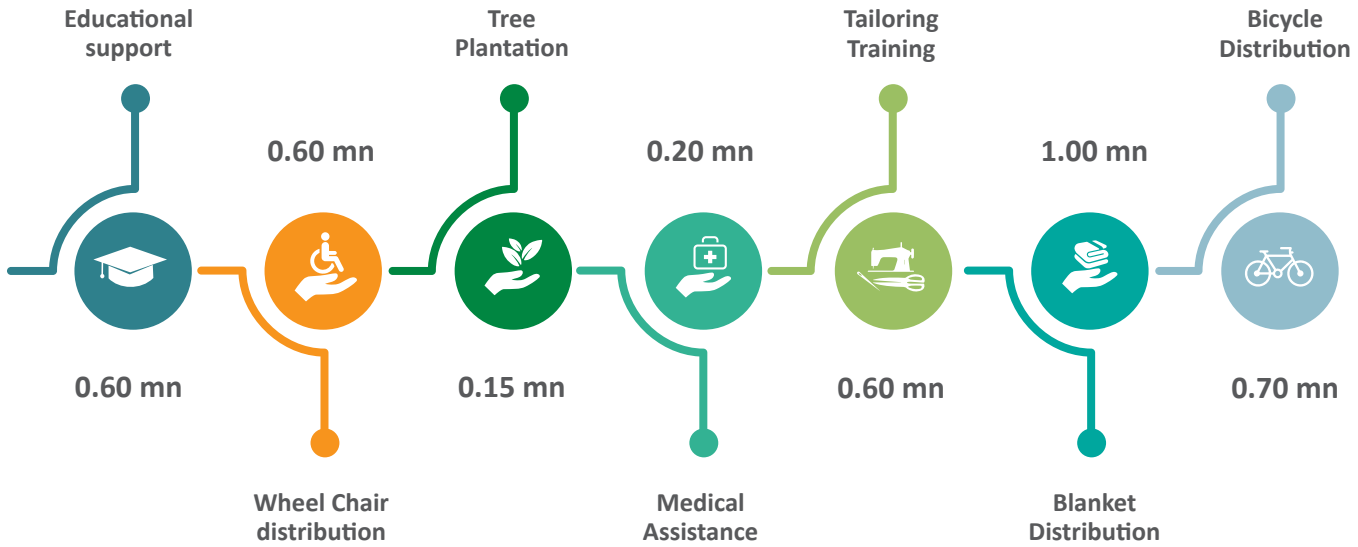 Educational
support
Tree
Plantation
Tailoring
Training
Bicycle
Distribution
0.60 mn
0.20 mn
1.00 mn
0.60 mn
0.15 mn
0.60 mn
0.70 mn
Wheel Chair
distribution
Medical
Assistance
Blanket
Distribution